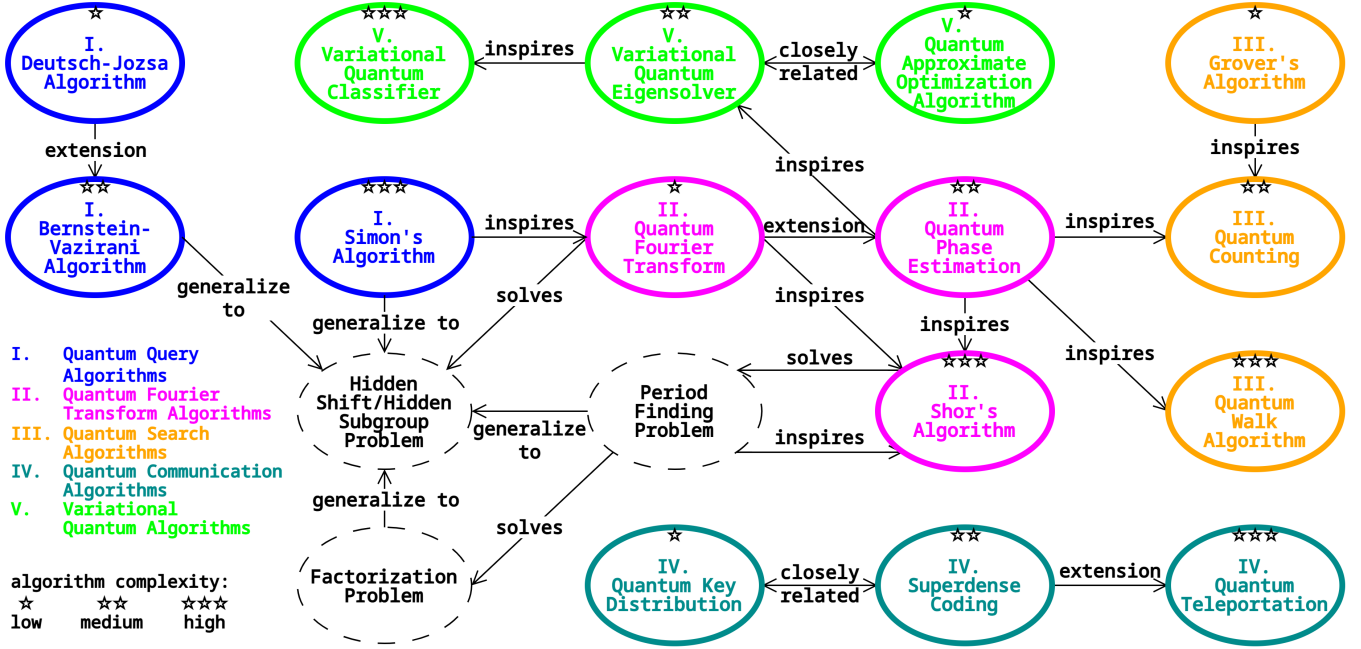 ☆
I.
Deutsch-Jozsa
Algorithm
☆☆☆
V.
Variational
Quantum
Classifier
inspires
☆☆
V.
Variational
Quantum
Eigensolver
closely
related
☆
V.
Quantum
Approximate
Optimization
Algorithm
☆
III.
Grover's
Algorithm
extension
inspires
inspires
☆☆
I.
Bernstein-
Vazirani
Algorithm
☆☆☆
I.
Simon's
Algorithm
inspires
☆
II.
Quantum
Fourier
Transform
extension
☆☆
II.
Quantum
Phase
Estimation
inspires
☆☆
III.
Quantum
Counting
generalize
to
generalize to
solves
inspires
inspires
inspires
I. Quantum Query
Algorithms
II. Quantum Fourier
Transform Algorithms
III. Quantum Search
Algorithms
IV. Quantum Communication
Algorithms
V. Variational
Quantum Algorithms
Hidden
Shift/Hidden
Subgroup
Problem
generalize
to
Period
Finding
Problem
solves
inspires
☆☆☆
II.
Shor's
Algorithm
☆☆☆
III.
Quantum
Walk
Algorithm
generalize to
solves
algorithm complexity:
☆ ☆☆ ☆☆☆
low medium high
Factorization
Problem
☆
IV.
Quantum Key
Distribution
closely
related
☆☆
IV.
Superdense
Coding
extension
☆☆☆
IV.
Quantum
Teleportation